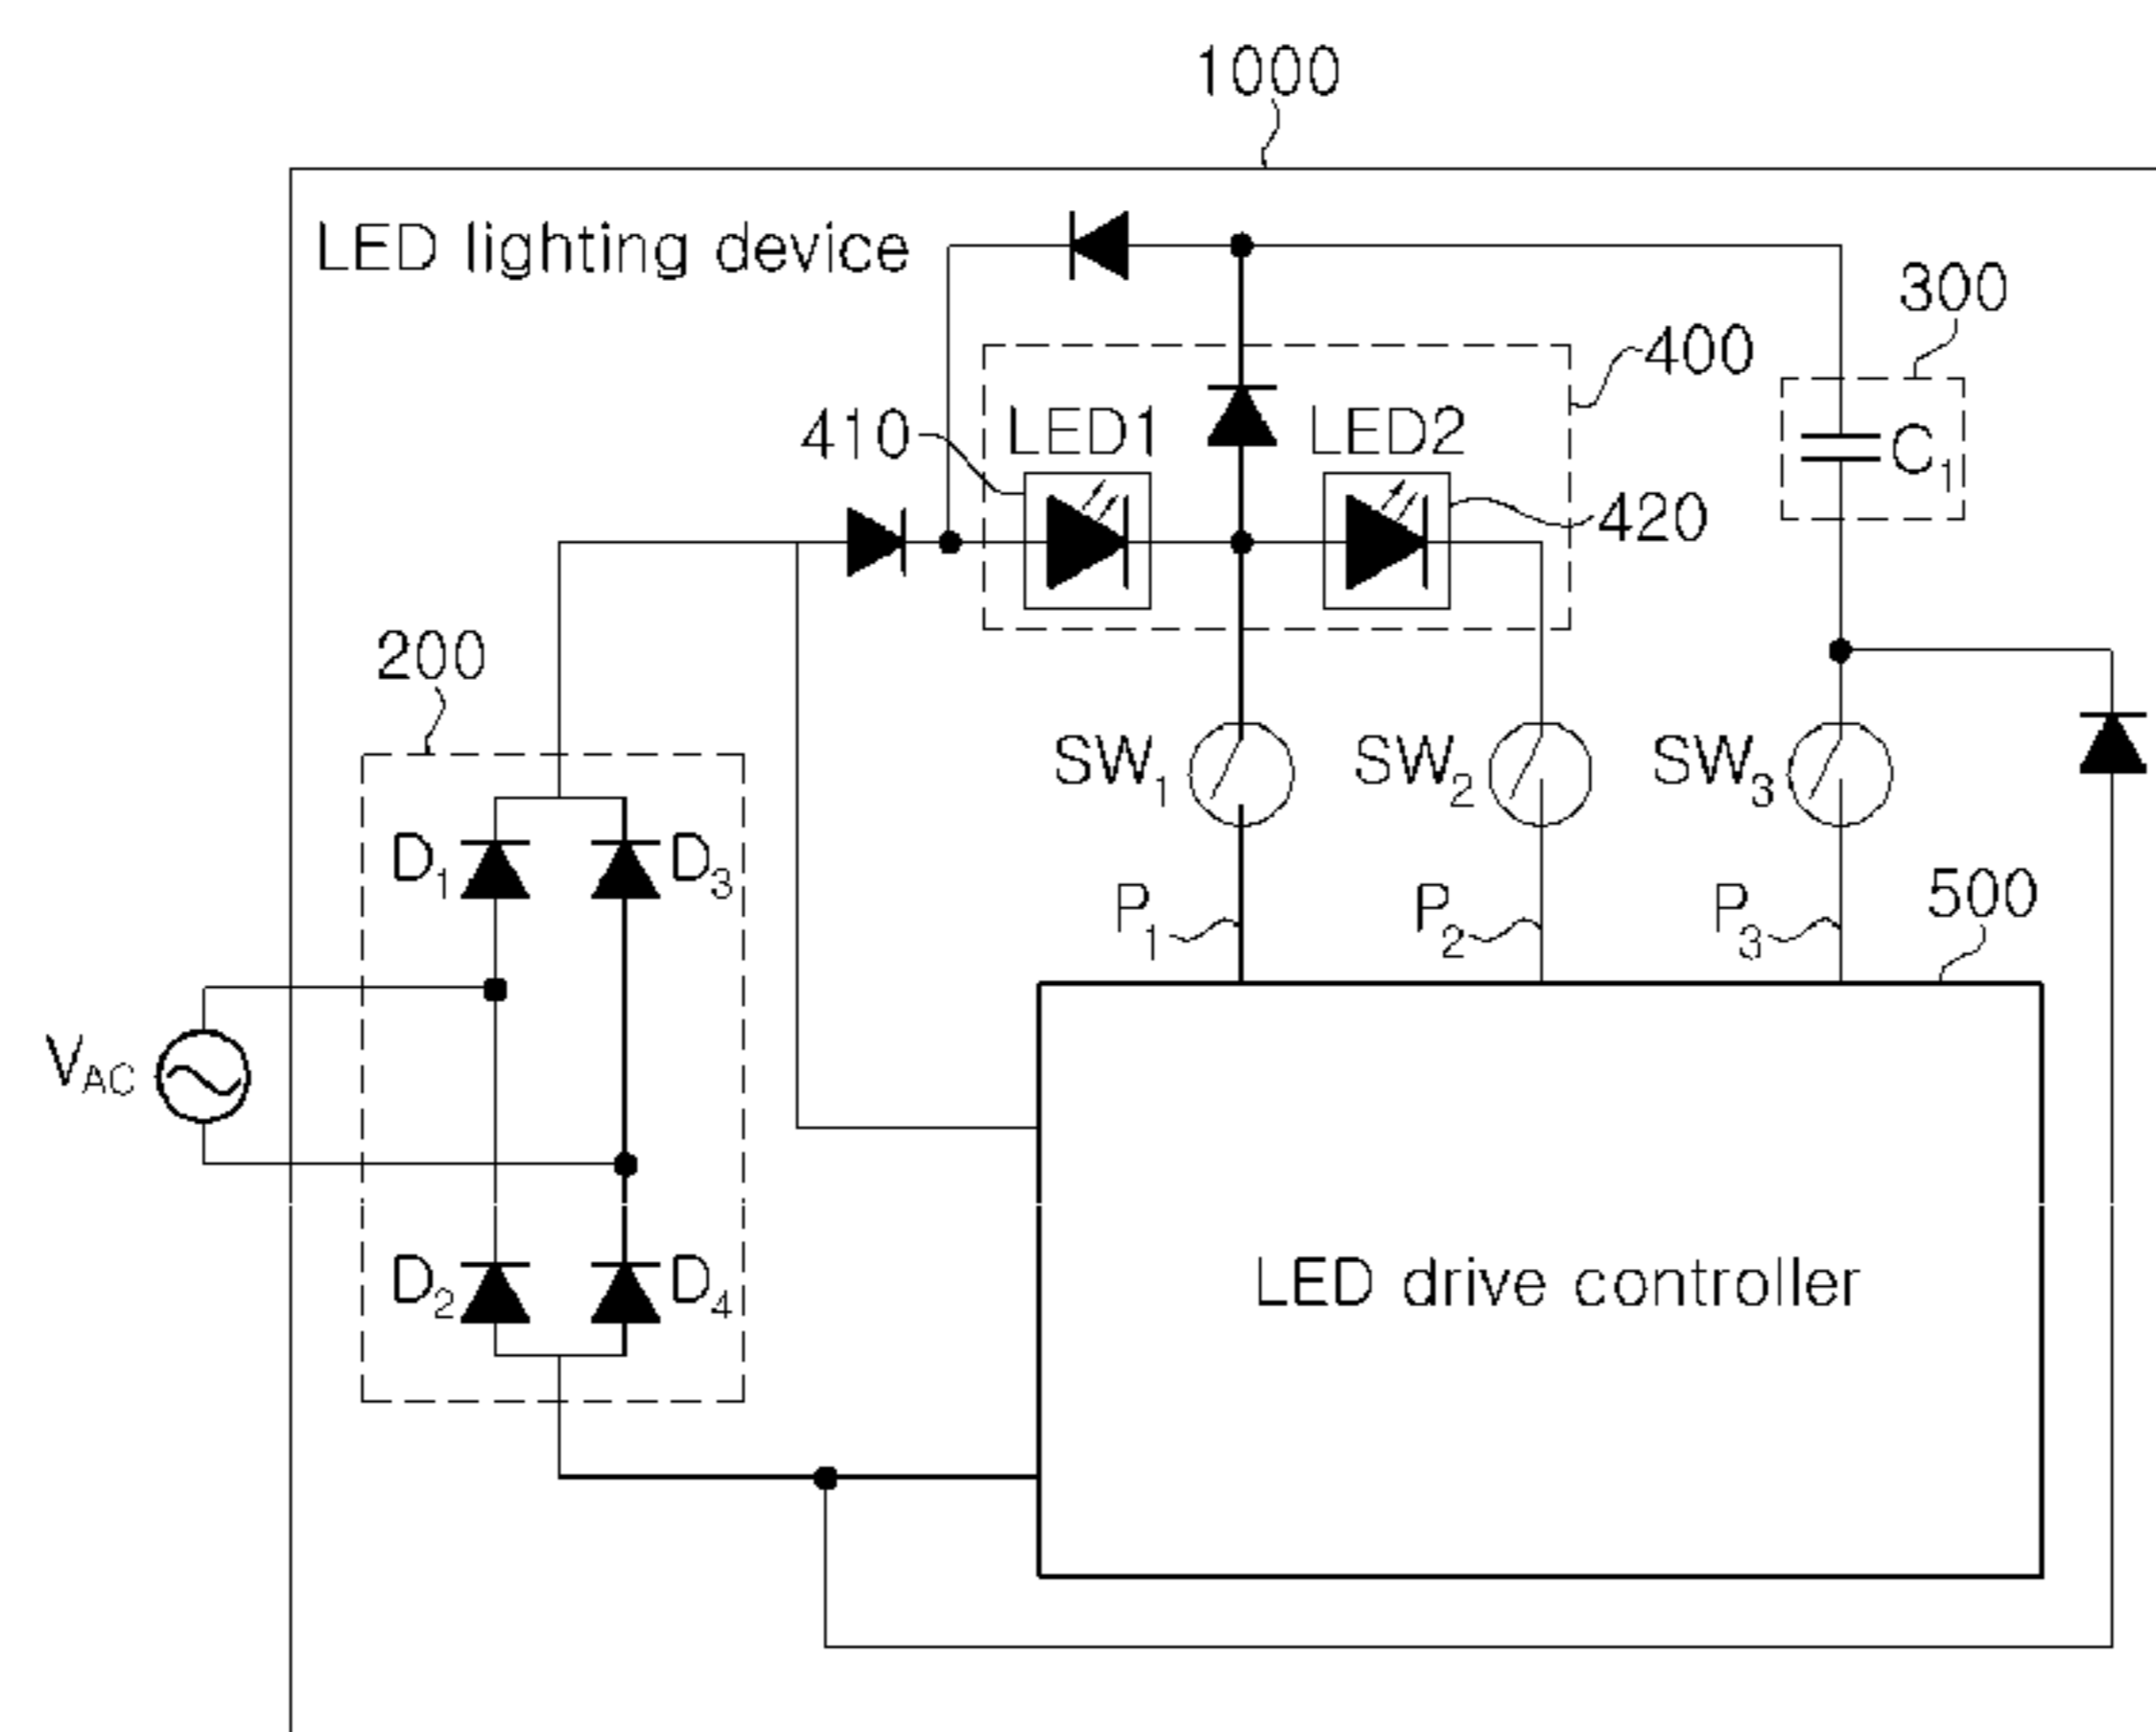 1000
LED lighting device
300
400
410
LED1
LED2
C1
420
200
SW1
SW2
SW3
D1
D3
P1
P2
P3
500
VAC
D2
D4
LED drive controller